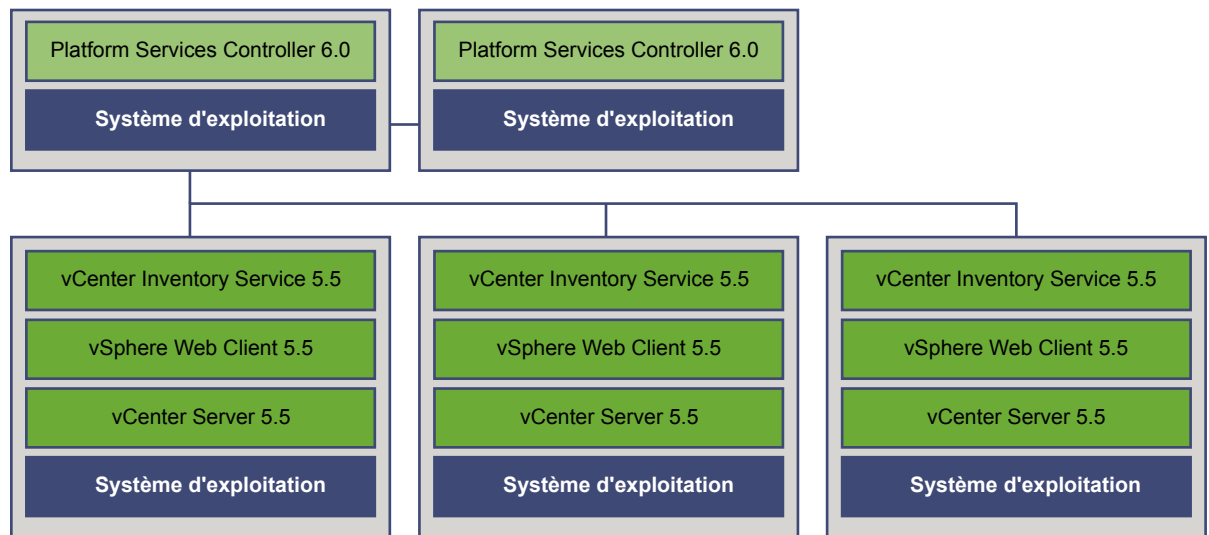 Platform Services Controller 6.0
Système d'exploitation
Platform Services Controller 6.0
Système d'exploitation
vCenter Inventory Service 5.5
vSphere Web Client 5.5
vCenter Server 5.5
Système d'exploitation
vCenter Inventory Service 5.5
vSphere Web Client 5.5
vCenter Server 5.5
Système d'exploitation
vCenter Inventory Service 5.5
vSphere Web Client 5.5
vCenter Server 5.5
Système d'exploitation